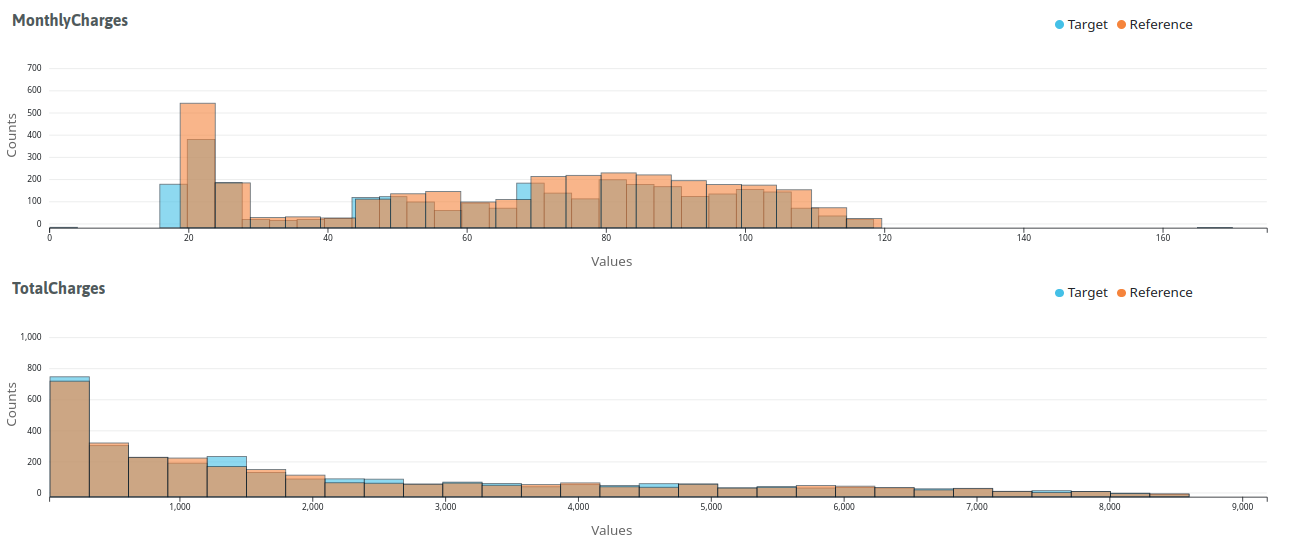 MonthlyCharges
Target Reference
700
600
500
400
300
200
100
0
Counts
0 20 40 60 80 100 120 140 160
Values
TotalCharges
Target Reference
1,000
800
600
400
200
0
Counts
1,000 2,000 3,000 4,000 5,000 6,000 7,000 8,000 9,000
Values